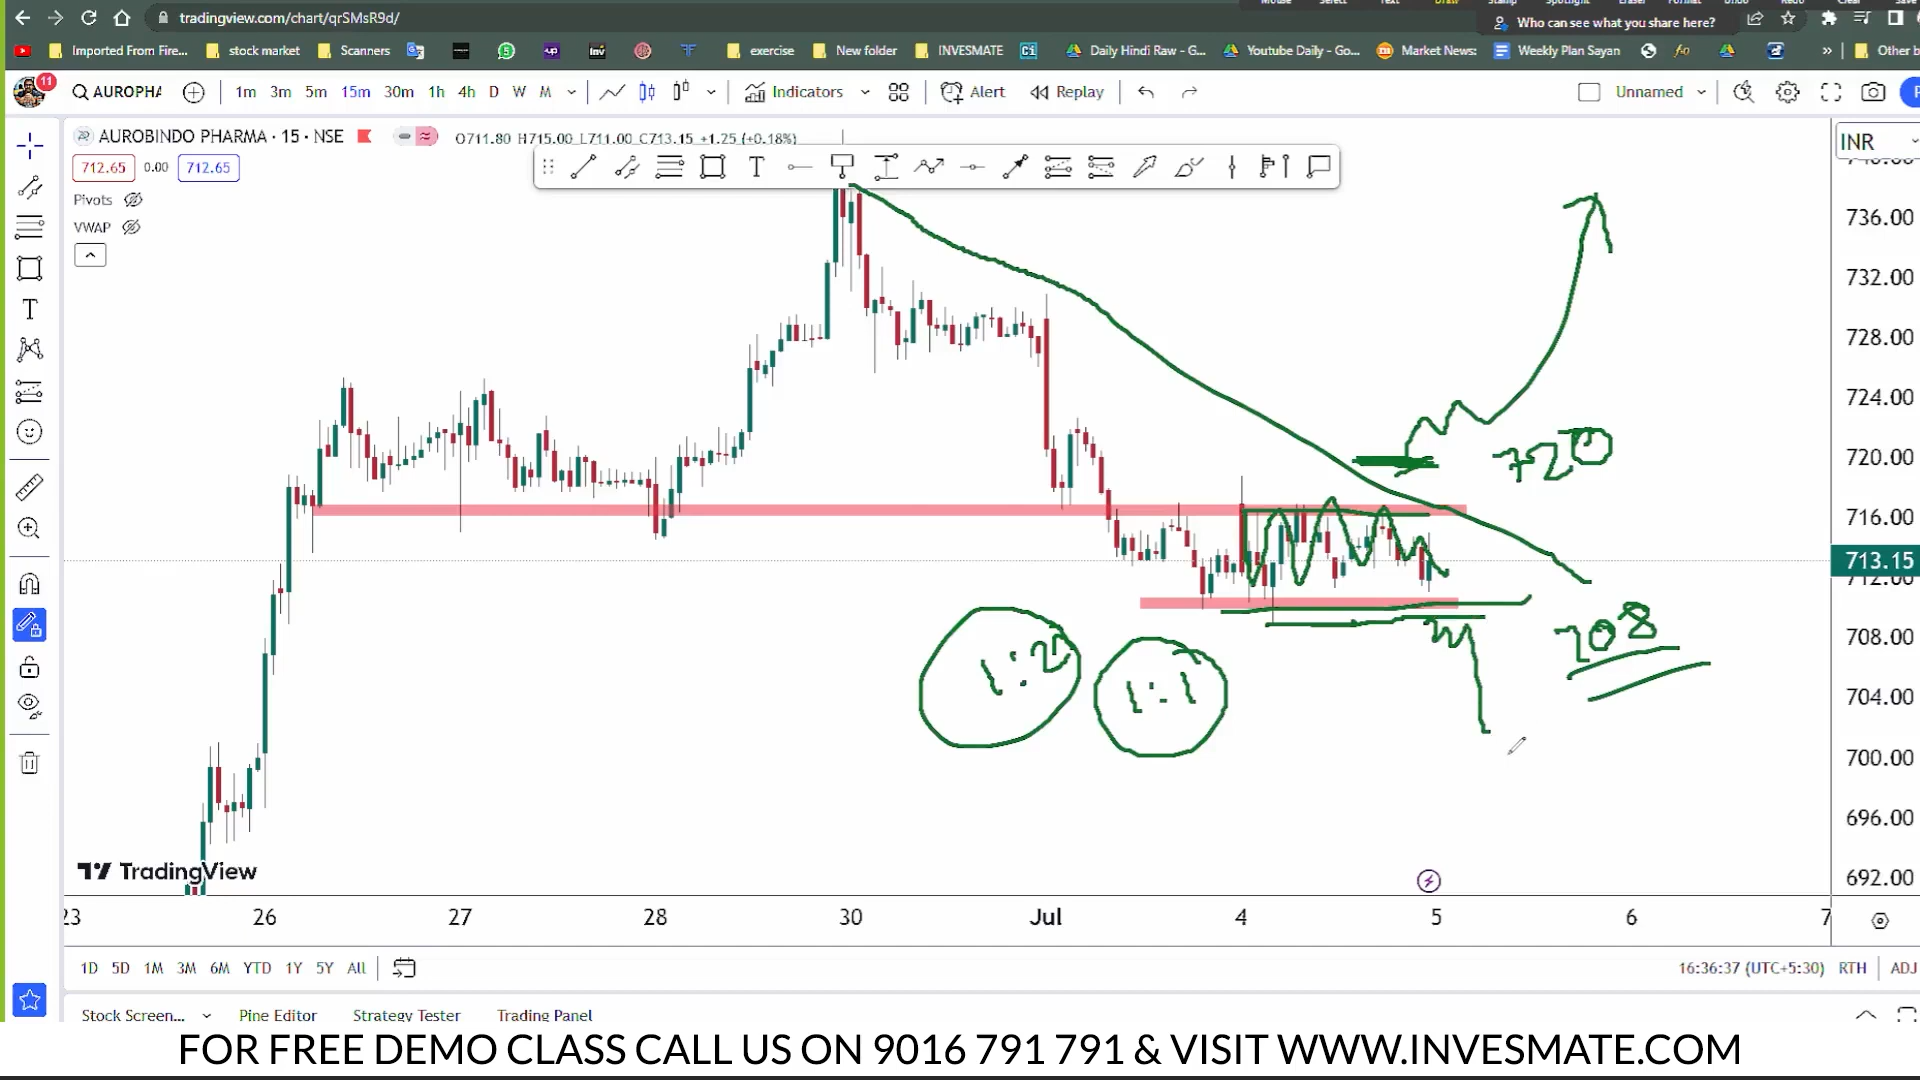 tradingview.com/chart/qrSMsR9d/
Who can see what you share here?
Imported From Fire... stock market Scanners up Inv exercise New folder INVESMATE Ci Daily Hindi Raw - G... Youtube Daily - Go... Market News: Weekly Plan Sayan » Other b
11 AUROPHA 1m 3m 5m 15m 30m 1h 4h D W M Indicators Alert Replay Unnamed
AUROBINDO PHARMA · 15 · NSE O711.80 H715.00 L711.00 C713.15 +1.25 (+0.18%) INR
712.65 0.00 712.65
Pivots
VWAP
736.00
732.00
728.00
724.00
720.00
716.00
713.15
712.00
708.00
704.00
700.00
696.00
692.00
720
708
1:2
1:1
TradingView
23 26 27 28 30 Jul 4 5 6 7
1D 5D 1M 3M 6M YTD 1Y 5Y All 16:36:37 (UTC+5:30) RTH ADJ
Stock Screen... Pine Editor Strategy Tester Trading Panel
FOR FREE DEMO CLASS CALL US ON 9016 791 791 & VISIT WWW.INVESMATE.COM